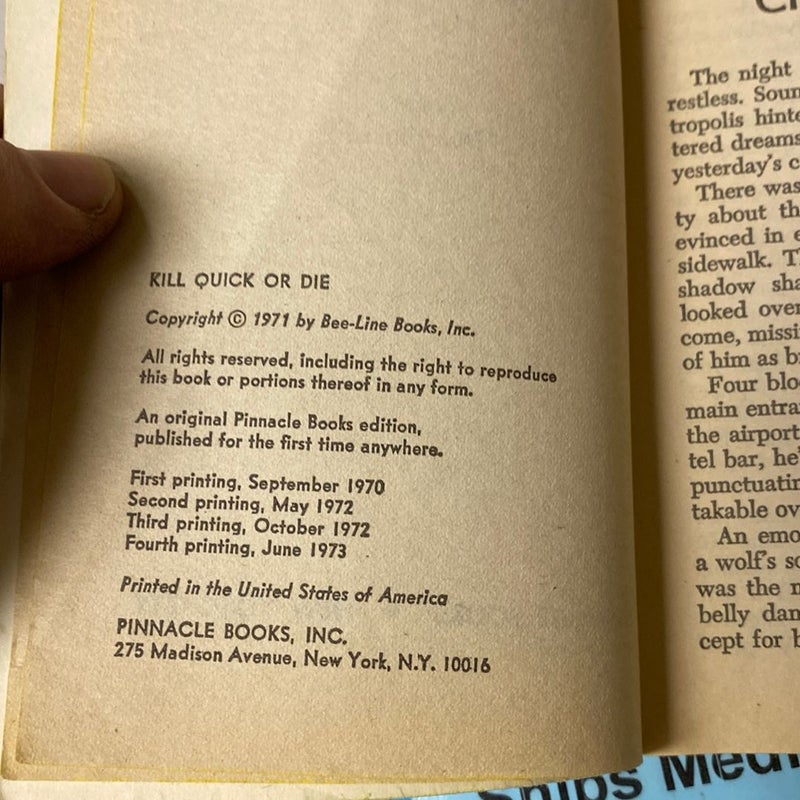 KILL QUICK OR DIE
Copyright © 1971 by Bee-Line Books, Inc.
All rights reserved, including the right to reproduce
this book or portions thereof in any form.
An original Pinnacle Books edition,
published for the first time anywhere.
First printing, September 1970
Second printing, May 1972
Third printing, October 1972
Fourth printing, June 1973
Printed in the United States of America
PINNACLE BOOKS, INC.
275 Madison Avenue, New York, N.Y. 10016
The night
restless. Soun
tropolis hinte
tered dreams
yesterday's c
There was
ty about th
evinced in e
sidewalk. T
shadow sha
looked over
come, missi
of him as b
Four blo
main entra
the airport
tel bar, he'
punctuatin
takable ov
An emo
a wolf's so
was the m
belly dan
cept for b
Ships Medi